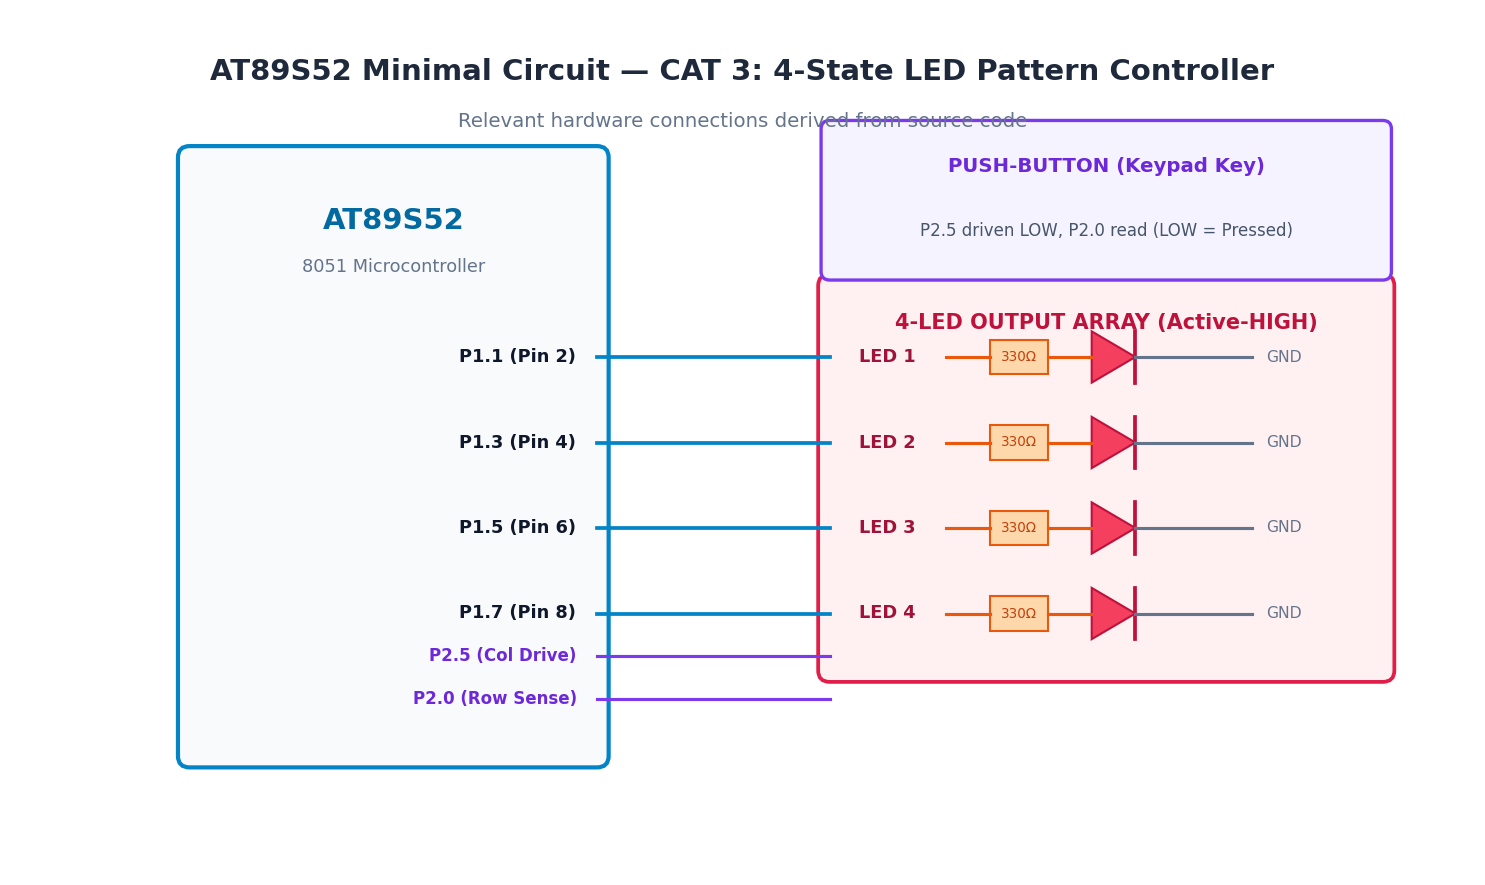 AT89S52 Minimal Circuit — CAT 3: 4-State LED Pattern Controller
Relevant hardware connections derived from source code
PUSH-BUTTON (Keypad Key)
P2.5 driven LOW, P2.0 read (LOW = Pressed)
AT89S52
8051 Microcontroller
4-LED OUTPUT ARRAY (Active-HIGH)
P1.1 (Pin 2)
LED 1
330Ω
GND
P1.3 (Pin 4)
LED 2
330Ω
GND
P1.5 (Pin 6)
LED 3
330Ω
GND
P1.7 (Pin 8)
LED 4
330Ω
GND
P2.5 (Col Drive)
P2.0 (Row Sense)